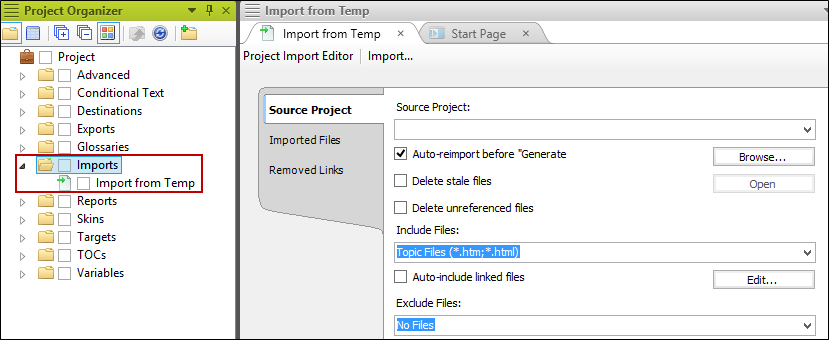 Project Organizer
Project
Advanced
Conditional Text
Destinations
Exports
Glossaries
Imports
Import from Temp
Reports
Skins
Targets
TOCs
Variables
Import from Temp
Import from Temp
Start Page
Project Import Editor Import...
Source Project
Imported Files
Removed Links
Source Project:
Auto-reimport before "Generate
Browse...
Delete stale files
Open
Delete unreferenced files
Include Files:
Topic Files (*.htm;*.html)
Auto-include linked files
Edit...
Exclude Files:
No Files